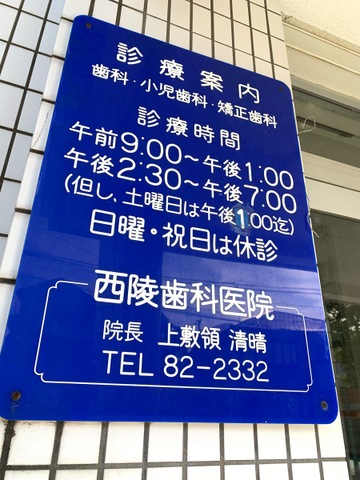 診療案内
歯科・小児歯科・矯正歯科
診療時間
午前9:00～午後1:00
午後2:30～午後7:00
(但し、土曜日は午後1:00迄)
日曜・祝日は休診
西陵歯科医院
院長 上敷領 清晴
TEL 82-2332